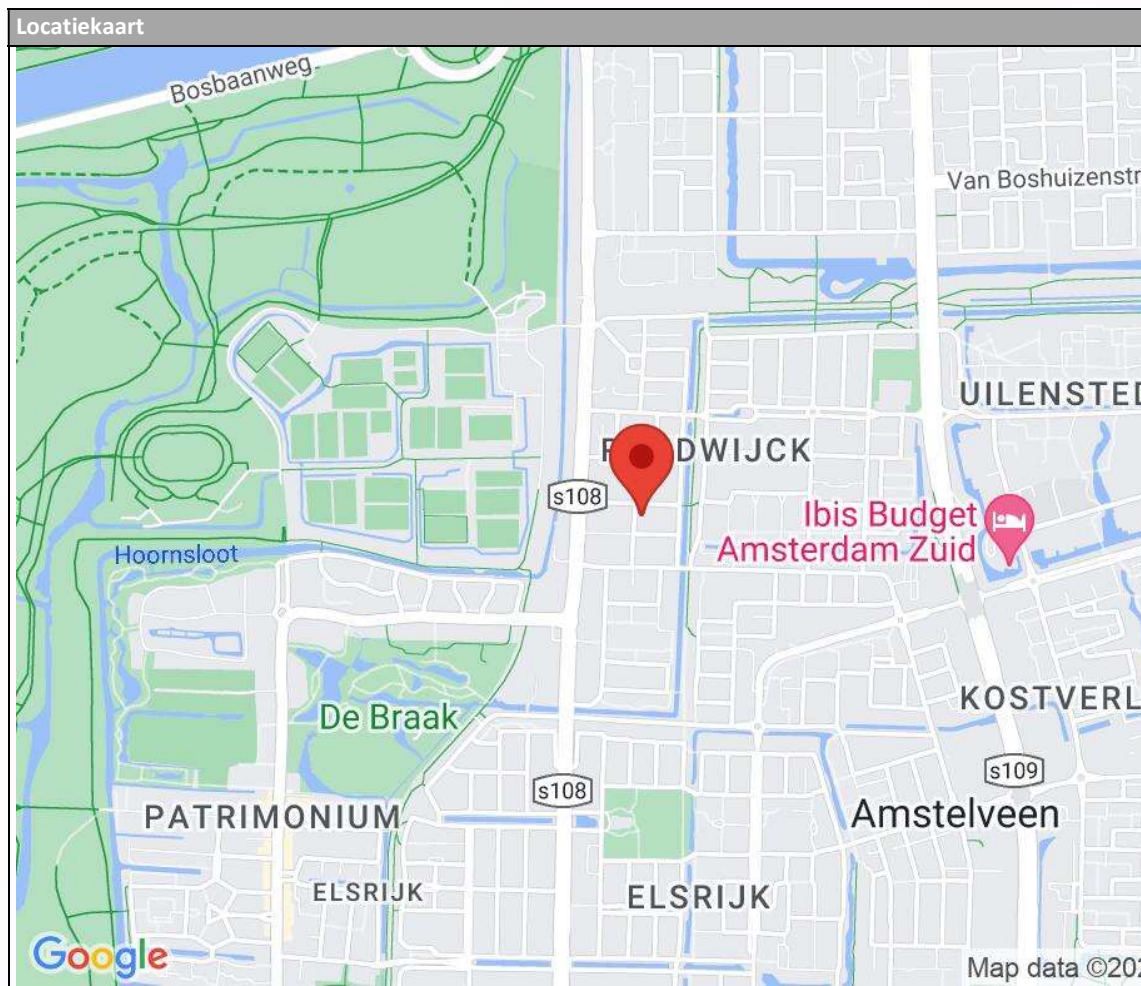 Locatiekaart
Bosbaanweg
Van Boshuizenstr
UILENSTED
DWIJCK
s108
Ibis Budget
Amsterdam Zuid
Hoornsloot
De Braak
KOSTVERL
s109
s108
Amstelveen
PATRIMONIUM
ELSRIJK
ELSRIJK
Google
Map data ©202